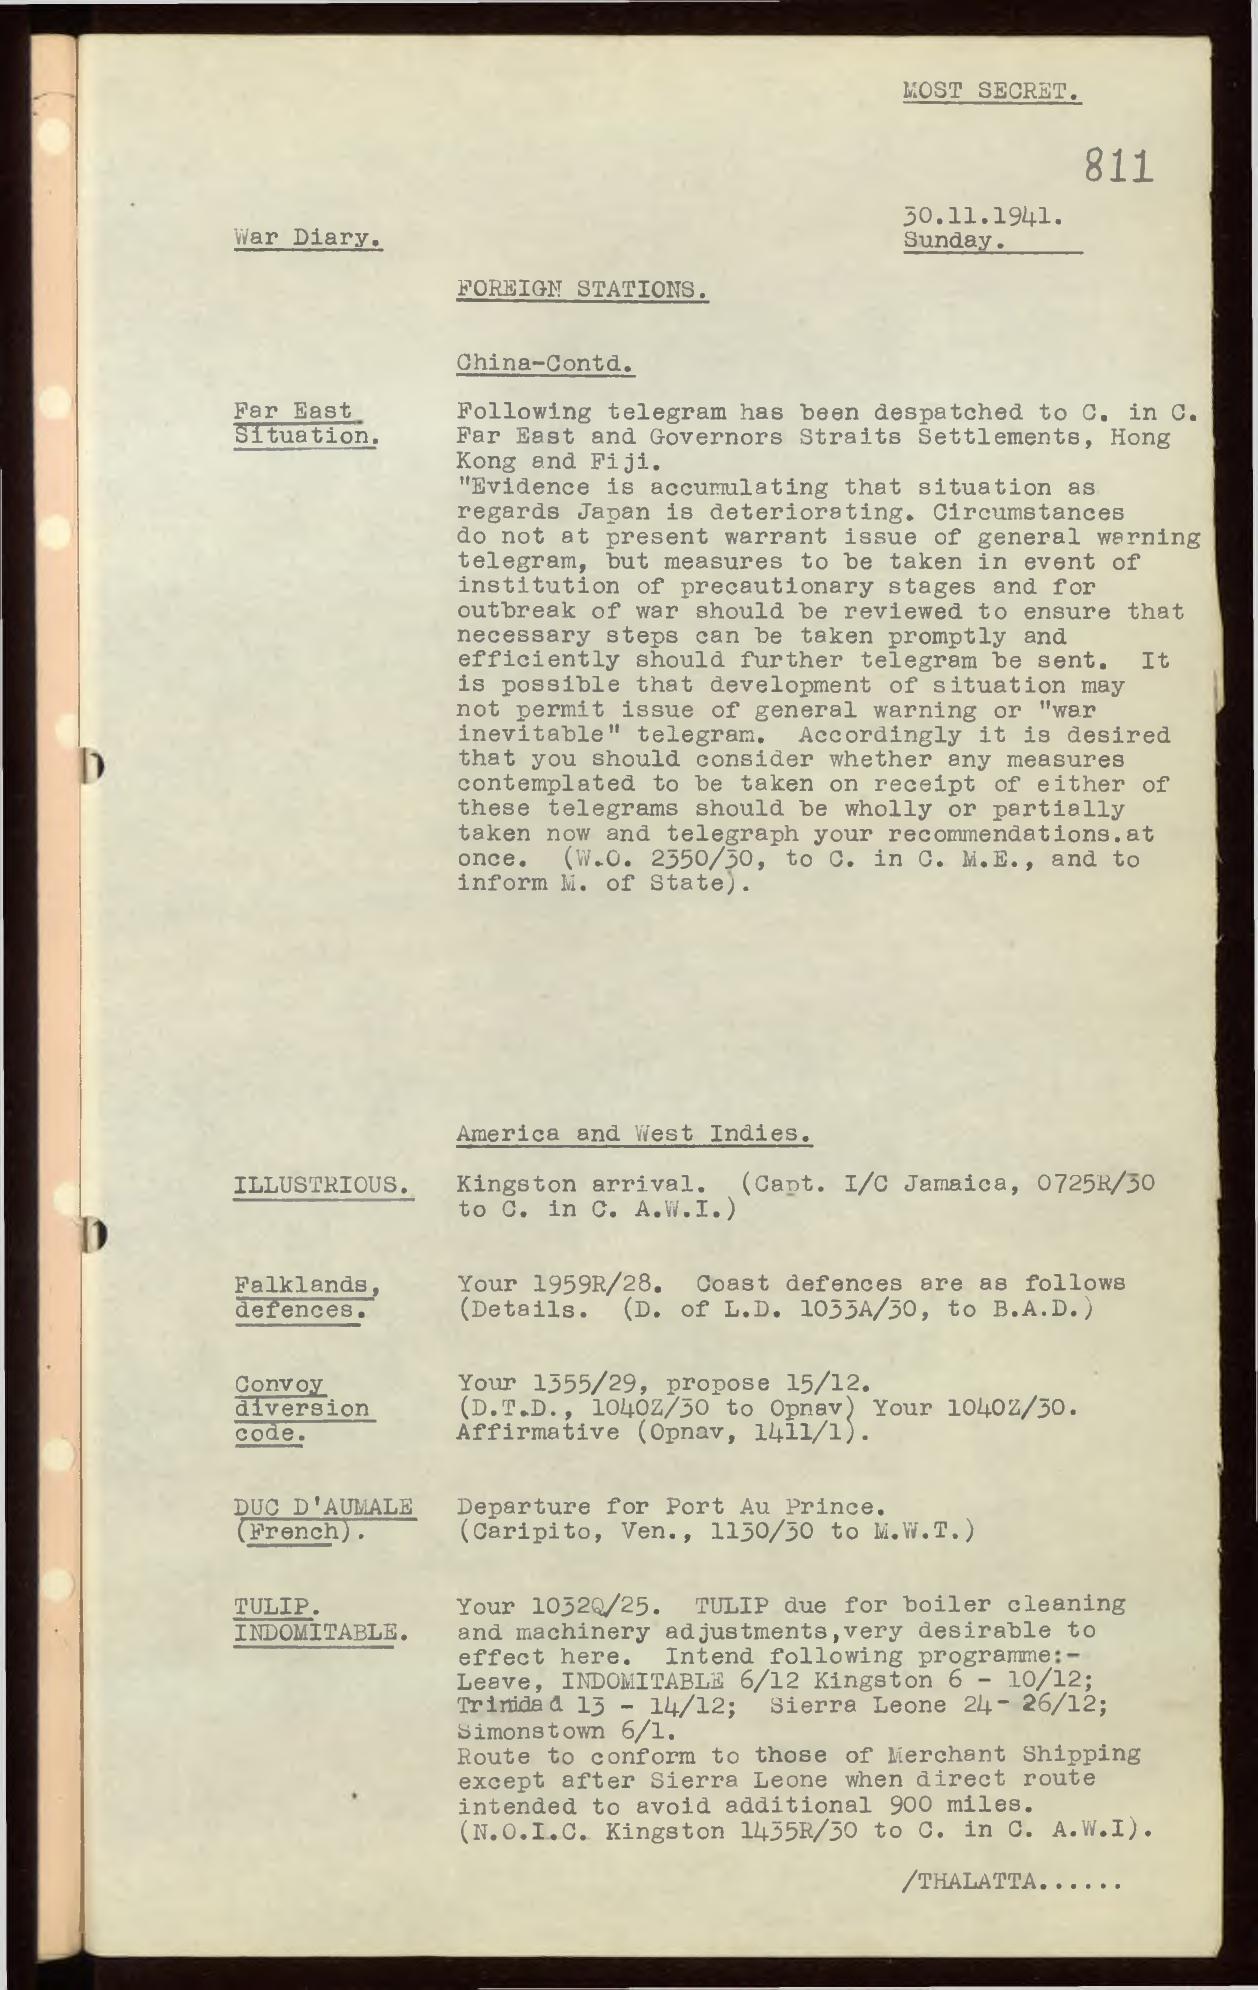 MOST SECRET.
811
30.11.1941.
War Diary.
Sunday.
FOREIGN STATIONS.
China-Contd.
Far East
Situation.
Following telegram has been despatched to C. in C.
Far East and Governors Straits Settlements, Hong
Kong and Fiji.
"Evidence is accumulating that situation as
regards Japan is deteriorating. Circumstances
do not at present warrant issue of general warning
telegram, but measures to be taken in event of
institution of precautionary stages and for
outbreak of war should be reviewed to ensure that
necessary steps can be taken promptly and
efficiently should further telegram be sent. It
is possible that development of situation may
not permit issue of general warning or "war
inevitable" telegram. Accordingly it is desired
that you should consider whether any measures
contemplated to be taken on receipt of either of
these telegrams should be wholly or partially
taken now and telegraph your recommendations.at
once. (W.O. 2350/30, to C. in C. M.E., and to
inform M. of State).
America and West Indies.
ILLUSTRIOUS.
Kingston arrival. (Capt. I/C Jamaica, 0725R/30
to C. in C. A.W.I.)
Falklands,
defences.
Your 1959R/28. Coast defences are as follows
(Details. (D. of L.D. 1033A/30, to B.A.D.)
Convoy
diversion
code.
Your 1355/29, propose 15/12.
(D.T.D., 1040Z/30 to Opnav) Your 1040Z/30.
Affirmative (Opnav, 1411/1).
DUC D'AUMALE
(French).
Departure for Port Au Prince.
(Caripito, Ven., 1130/30 to M.W.T.)
TULIP.
INDOMITABLE.
Your 1032Q/25. TULIP due for boiler cleaning
and machinery adjustments,very desirable to
effect here. Intend following programme:-
Leave, INDOMITABLE 6/12 Kingston 6 - 10/12;
Trinidad 13 - 14/12; Sierra Leone 24- 26/12;
Simonstown 6/1.
Route to conform to those of Merchant Shipping
except after Sierra Leone when direct route
intended to avoid additional 900 miles.
(N.O.I.C. Kingston 1435R/30 to C. in C. A.W.I).
/THALATTA......